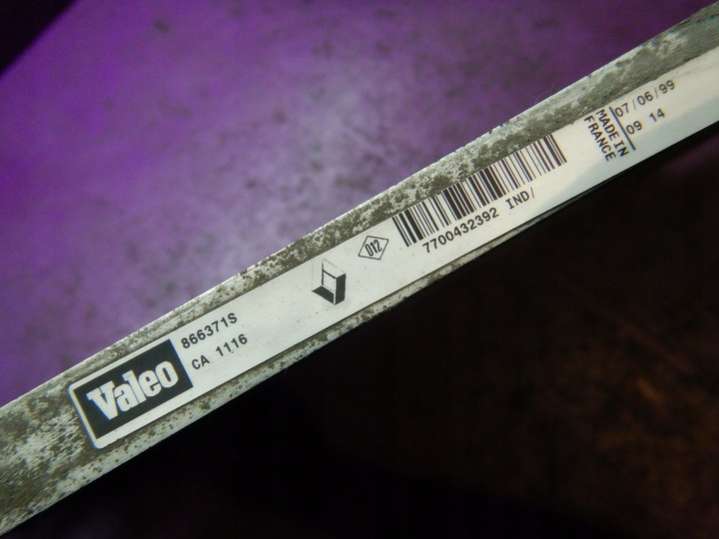 Valeo
866371S
CA 1116
012
7700432392 IND/
MADE IN
FRANCE
07/06/99
09 14